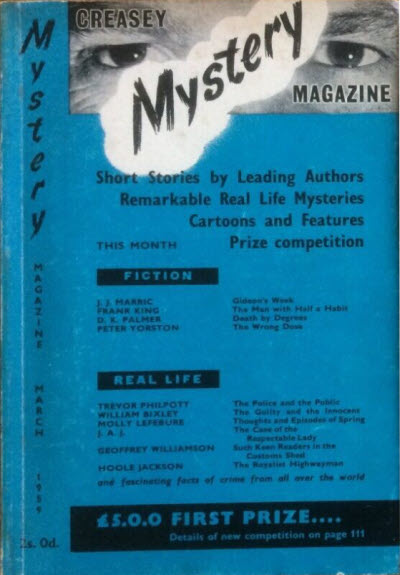 CREASEY
Mystery
MAGAZINE
Short Stories by Leading Authors
Remarkable Real Life Mysteries
Cartoons and Features
THIS MONTH Prize competition
FICTION
J. J. MARRIC Gideon's Week
FRANK KING The Man with Half a Habit
D. K. PALMER Death by Degrees
PETER YORSTON The Wrong Dose
REAL LIFE
TREVOR PHILPOTT The Police and the Public
WILLIAM BIXLEY The Guilty and the Innocent
MOLLY LEFEBURE Thoughts and Episodes of Spring
J. A. J. The Case of the
Respectable Lady
GEOFFREY WILLIAMSON Such Keen Readers in the
Customs Shed
HOOLE JACKSON The Royalist Highwayman
and fascinating facts of crime from all over the world
£5.0.0 FIRST PRIZE....
Details of new competition on page 111
Mystery
MAGAZINE
MARCH
1959
2s. 0d.